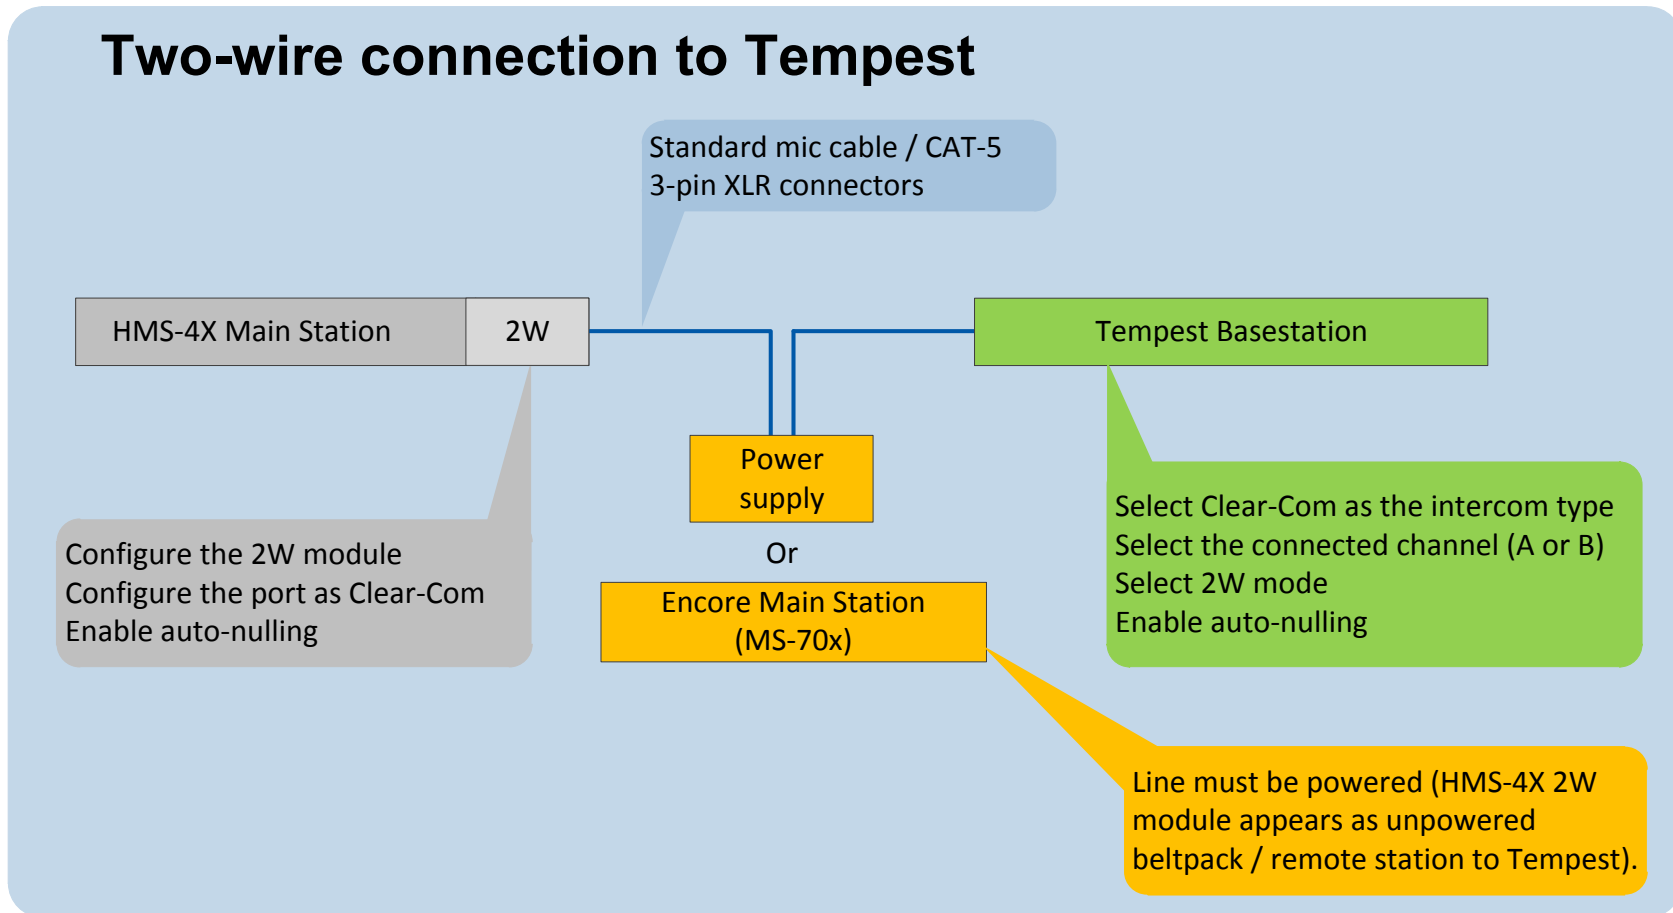 Two-wire connection to Tempest
Standard mic cable / CAT-5
3-pin XLR connectors
HMS-4X Main Station
2W
Tempest Basestation
Power
supply
Or
Encore Main Station
(MS-70x)
Configure the 2W module
Configure the port as Clear-Com
Enable auto-nulling
Select Clear-Com as the intercom type
Select the connected channel (A or B)
Select 2W mode
Enable auto-nulling
Line must be powered (HMS-4X 2W
module appears as unpowered
beltpack / remote station to Tempest).